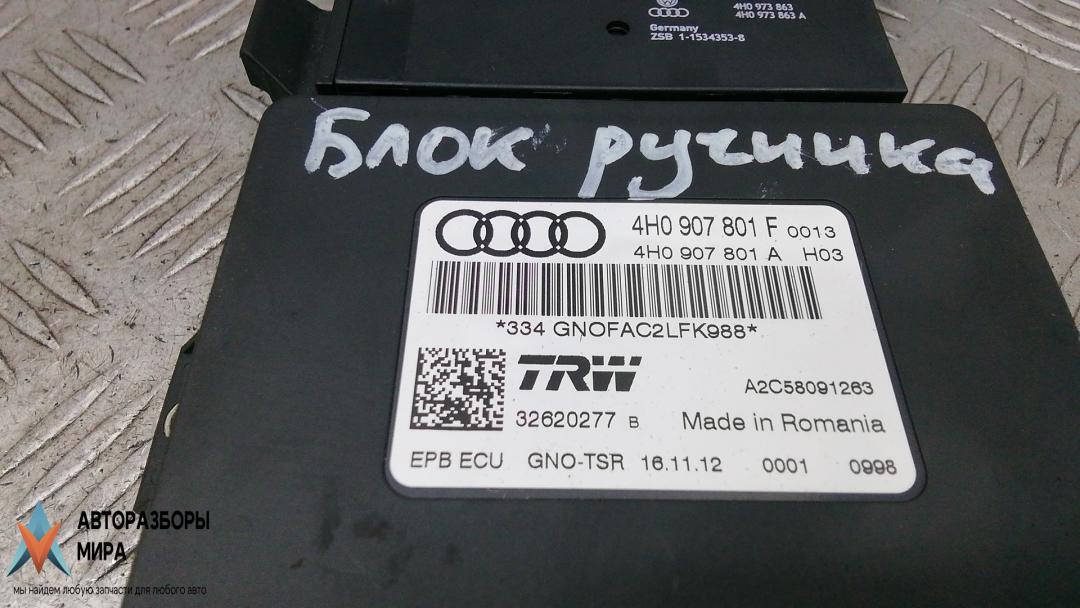 4H0 973 863
4H0 973 863 A
Germany
ZSB 1-1534353-8
Блок ручника
4H0 907 801 F 0013
4H0 907 801 A H03
*334 GNOFAC2LFK988*
TRW
A2C58091263
32620277 B Made in Romania
EPB ECU GNO-TSR 16.11.12 0001 0998
АВТОРАЗБОРЫ
МИРА
мы найдем любую запчасти для любого авто